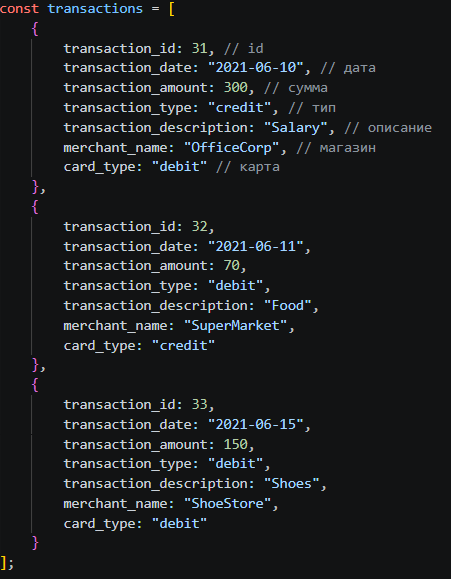 const transactions = [
{
transaction_id: 31, // id
transaction_date: "2021-06-10", // дата
transaction_amount: 300, // сумма
transaction_type: "credit", // тип
transaction_description: "Salary", // описание
merchant_name: "OfficeCorp", // магазин
card_type: "debit" // карта
},
{
transaction_id: 32,
transaction_date: "2021-06-11",
transaction_amount: 70,
transaction_type: "debit",
transaction_description: "Food",
merchant_name: "SuperMarket",
card_type: "credit"
},
{
transaction_id: 33,
transaction_date: "2021-06-15",
transaction_amount: 150,
transaction_type: "debit",
transaction_description: "Shoes",
merchant_name: "ShoeStore",
card_type: "debit"
}
];